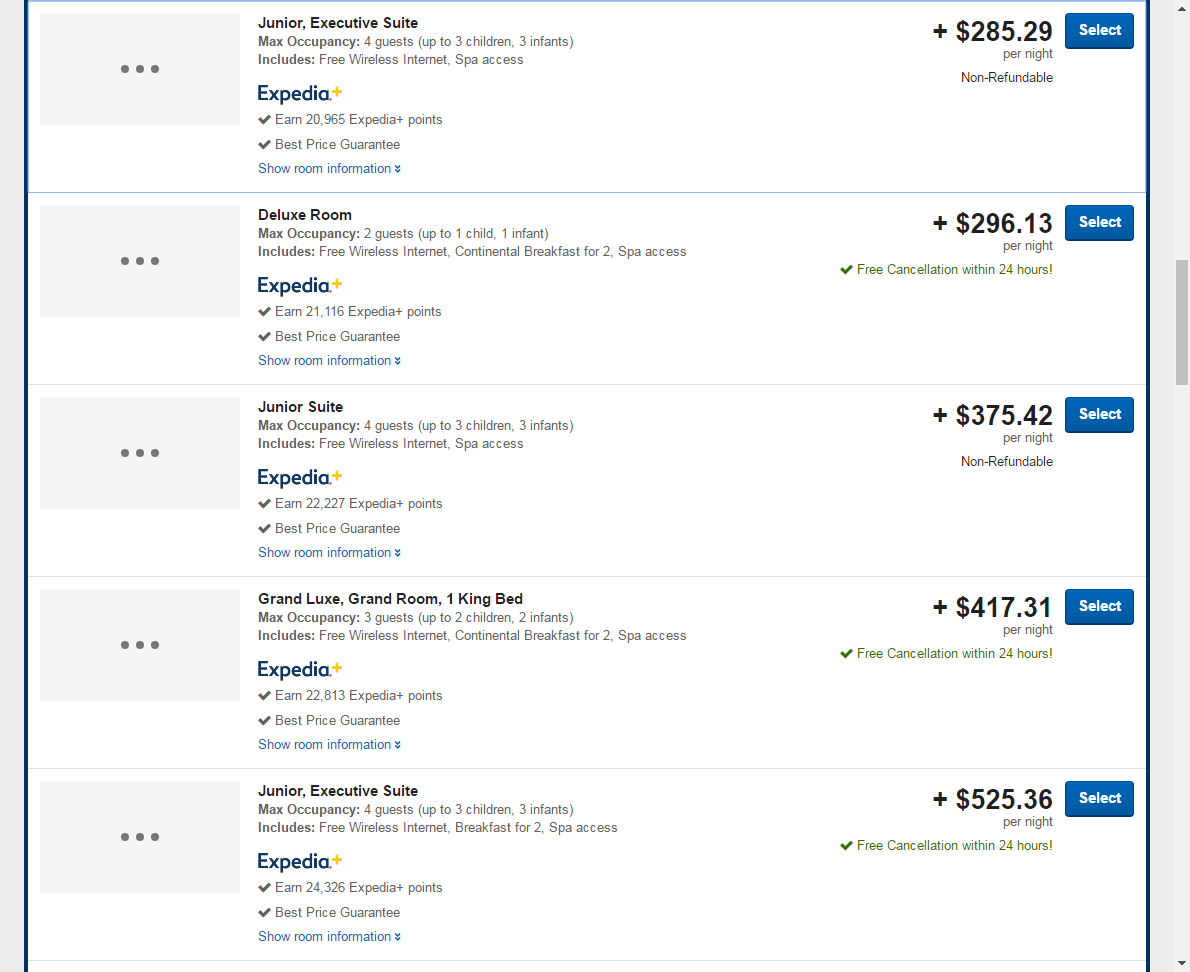 Junior, Executive Suite
Max Occupancy: 4 guests (up to 3 children, 3 infants)
Includes: Free Wireless Internet, Spa access
Expedia+
Earn 20,965 Expedia+ points
Best Price Guarantee
Show room information
+ $285.29
per night
Non-Refundable
Select
Deluxe Room
Max Occupancy: 2 guests (up to 1 child, 1 infant)
Includes: Free Wireless Internet, Continental Breakfast for 2, Spa access
Expedia+
Earn 21,116 Expedia+ points
Best Price Guarantee
Show room information
+ $296.13
per night
Free Cancellation within 24 hours!
Select
Junior Suite
Max Occupancy: 4 guests (up to 3 children, 3 infants)
Includes: Free Wireless Internet, Spa access
Expedia+
Earn 22,227 Expedia+ points
Best Price Guarantee
Show room information
+ $375.42
per night
Non-Refundable
Select
Grand Luxe, Grand Room, 1 King Bed
Max Occupancy: 3 guests (up to 2 children, 2 infants)
Includes: Free Wireless Internet, Continental Breakfast for 2, Spa access
Expedia+
Earn 22,813 Expedia+ points
Best Price Guarantee
Show room information
+ $417.31
per night
Free Cancellation within 24 hours!
Select
Junior, Executive Suite
Max Occupancy: 4 guests (up to 3 children, 3 infants)
Includes: Free Wireless Internet, Breakfast for 2, Spa access
Expedia+
Earn 24,326 Expedia+ points
Best Price Guarantee
Show room information
+ $525.36
per night
Free Cancellation within 24 hours!
Select